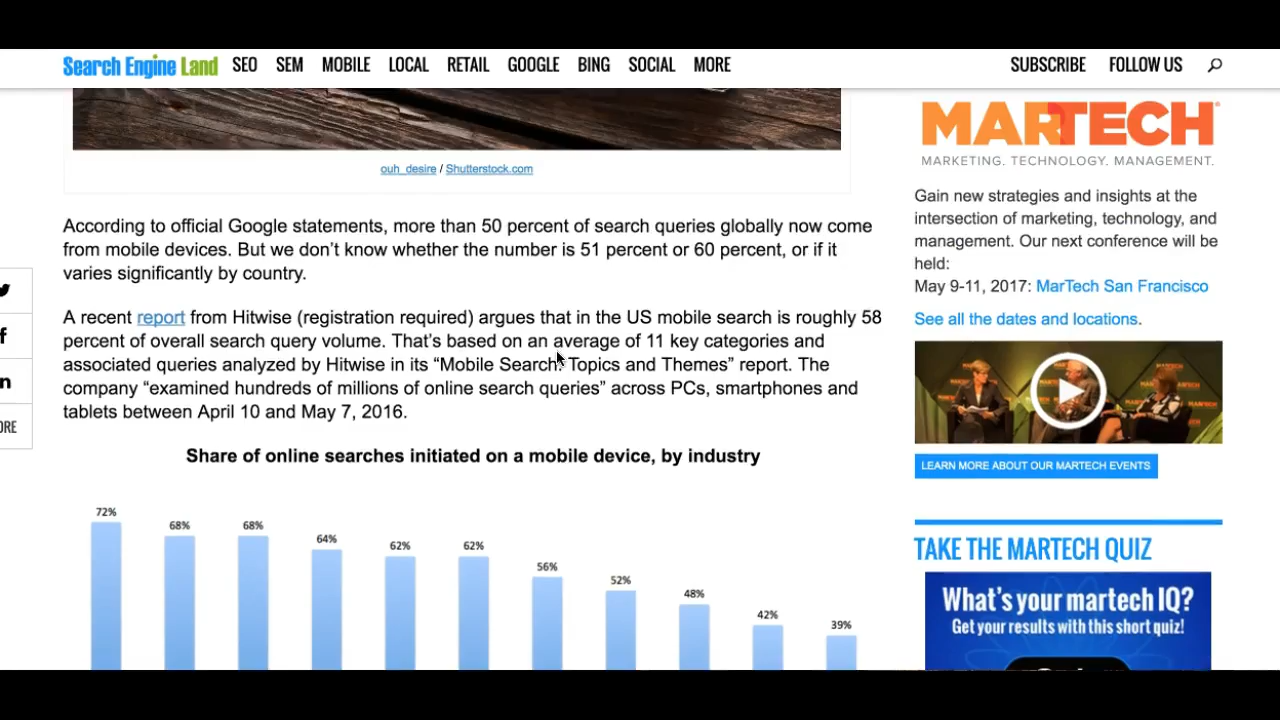 Search Engine Land SEO SEM MOBILE LOCAL RETAIL GOOGLE BING SOCIAL MORE SUBSCRIBE FOLLOW US
ouh_desire / Shutterstock.com
According to official Google statements, more than 50 percent of search queries globally now come
from mobile devices. But we don't know whether the number is 51 percent or 60 percent, or if it
varies significantly by country.
A recent report from Hitwise (registration required) argues that in the US mobile search is roughly 58
percent of overall search query volume. That's based on an average of 11 key categories and
associated queries analyzed by Hitwise in its “Mobile Search: Topics and Themes” report. The
company “examined hundreds of millions of online search queries” across PCs, smartphones and
tablets between April 10 and May 7, 2016.
Share of online searches initiated on a mobile device, by industry
72%
68%
68%
64%
62%
62%
56%
52%
48%
42%
39%
MARTECH
MARKETING. TECHNOLOGY. MANAGEMENT.
Gain new strategies and insights at the
intersection of marketing, technology, and
management. Our next conference will be
held:
May 9-11, 2017: MarTech San Francisco
See all the dates and locations.
LEARN MORE ABOUT OUR MARTECH EVENTS
TAKE THE MARTECH QUIZ
What's your martech IQ?
Get your results with this short quiz!